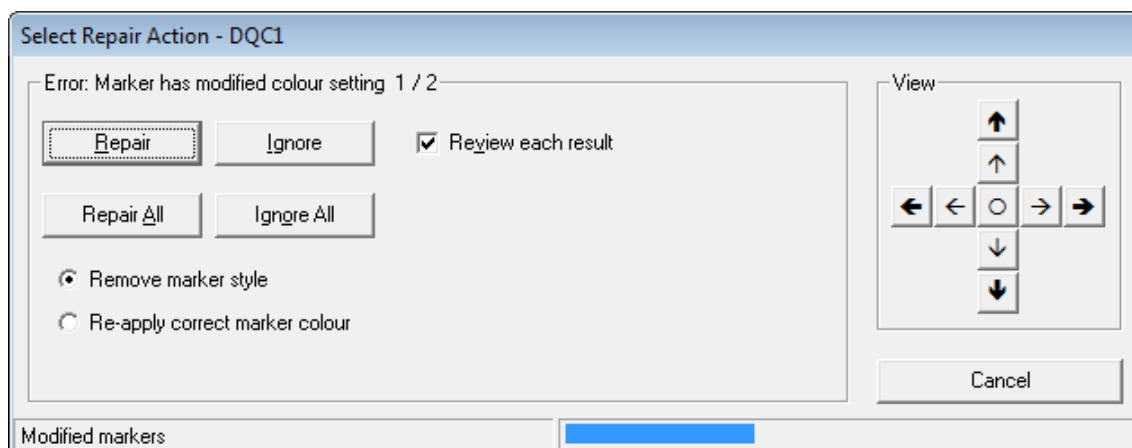 Select Repair Action - DQC1
Error: Marker has modified colour setting 1 / 2
View
Repair
Ignore
Review each result
Repair All
Ignore All
Remove marker style
Re-apply correct marker colour
Cancel
Modified markers